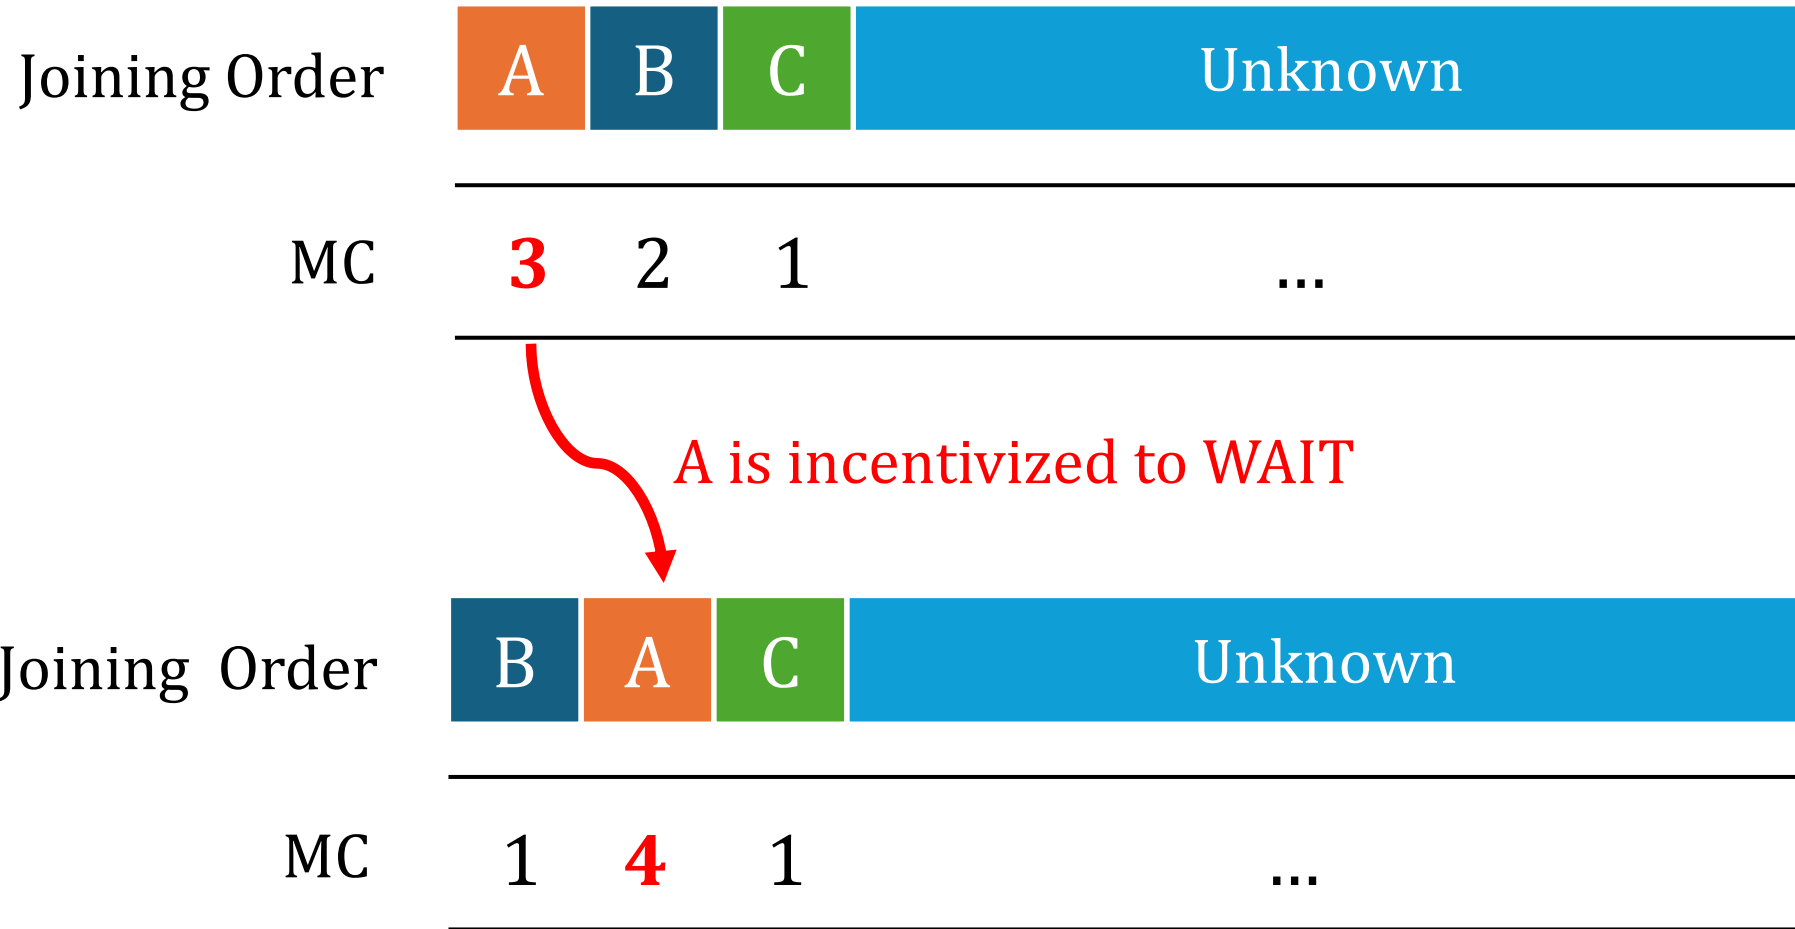 Joining Order A B C Unknown
MC 3 2 1 ...
A is incentivized to WAIT
Joining Order B A C Unknown
MC 1 4 1 ...